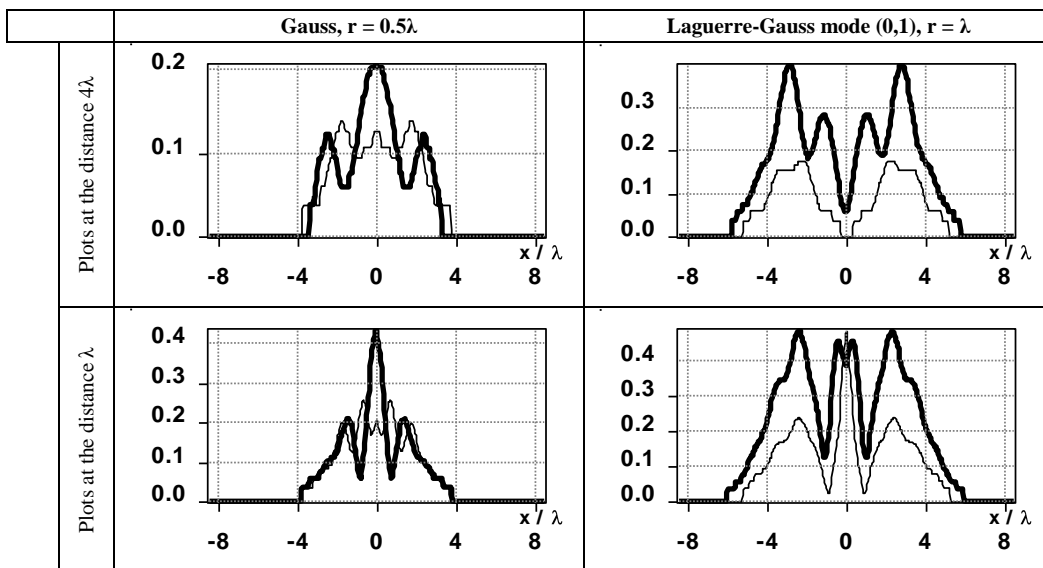 Gauss, r = 0.5λ
Laguerre-Gauss mode (0,1), r = λ
Plots at the distance 4λ
0.2
0.1
0.0
x / λ
-8 -4 0 4 8
0.3
0.2
0.1
0.0
x / λ
-8 -4 0 4 8
Plots at the distance λ
0.4
0.3
0.2
0.1
0.0
x / λ
-8 -4 0 4 8
0.4
0.3
0.2
0.1
0.0
x / λ
-8 -4 0 4 8